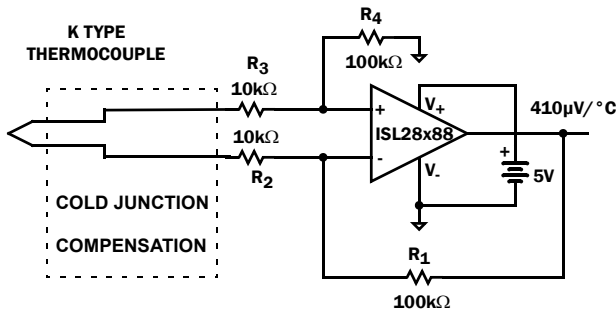 K TYPE
THERMOCOUPLE
R4
100kΩ
R3
10kΩ
10kΩ
R2
+
-
ISL28x88
V+
V-
410µV/°C
+
5V
COLD JUNCTION
COMPENSATION
R1
100kΩ